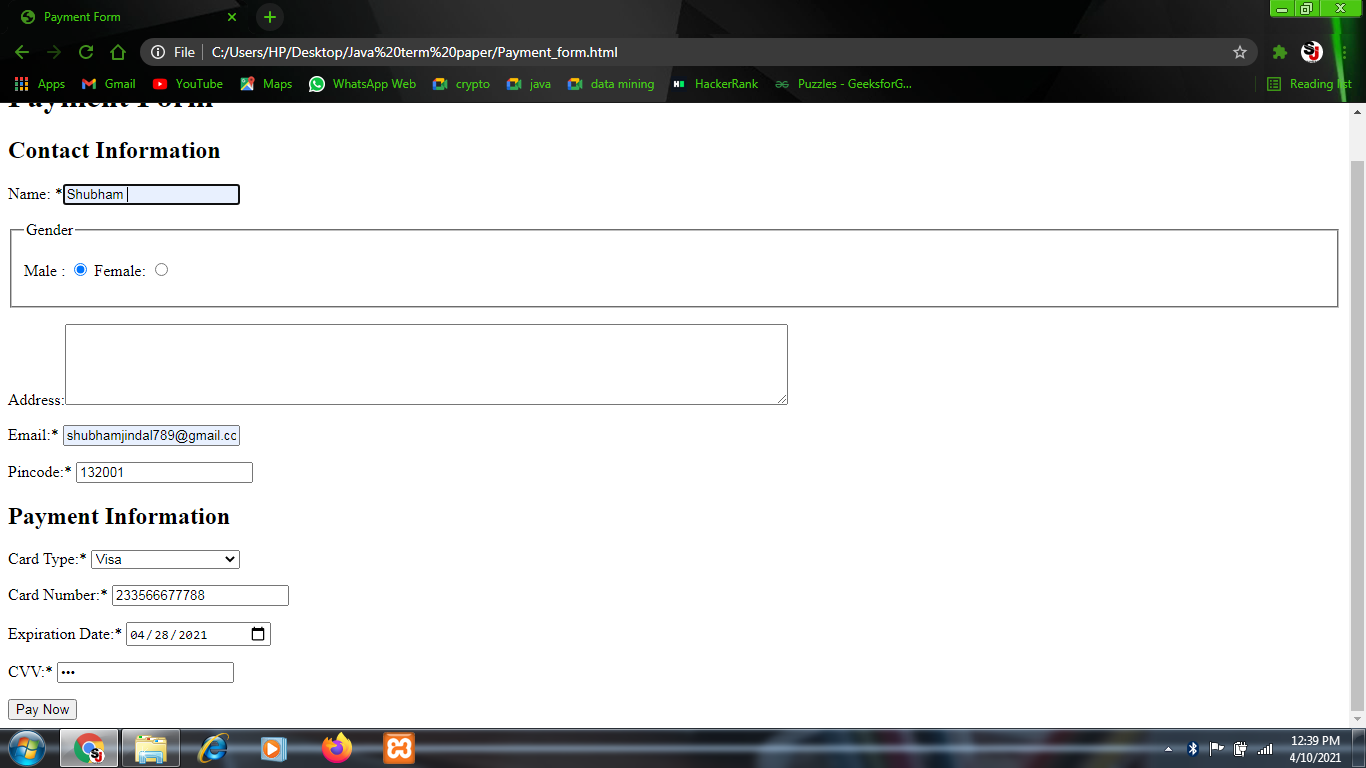 Payment Form
File C:/Users/HP/Desktop/Java%20term%20paper/Payment_form.html
Apps Gmail YouTube Maps WhatsApp Web crypto java data mining HackerRank Puzzles - GeeksforG... Reading list
Payment Form
Contact Information
Name: *Shubham
Gender
Male : Female:
Address:
Email:* shubhamjindal789@gmail.cc
Pincode:* 132001
Payment Information
Card Type:* Visa
Card Number:* 233566677788
Expiration Date:* 04/28/2021
CVV:* •••
Pay Now
12:39 PM
4/10/2021